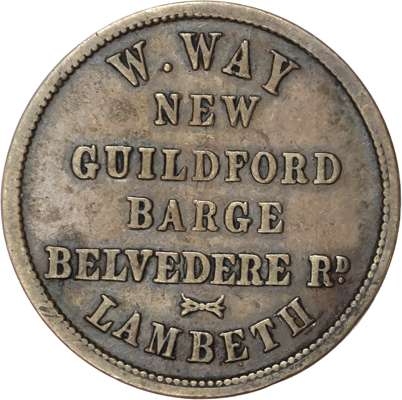 W. WAY
NEW
GUILDFORD
BARGE
BELVEDERE RD.
LAMBETH